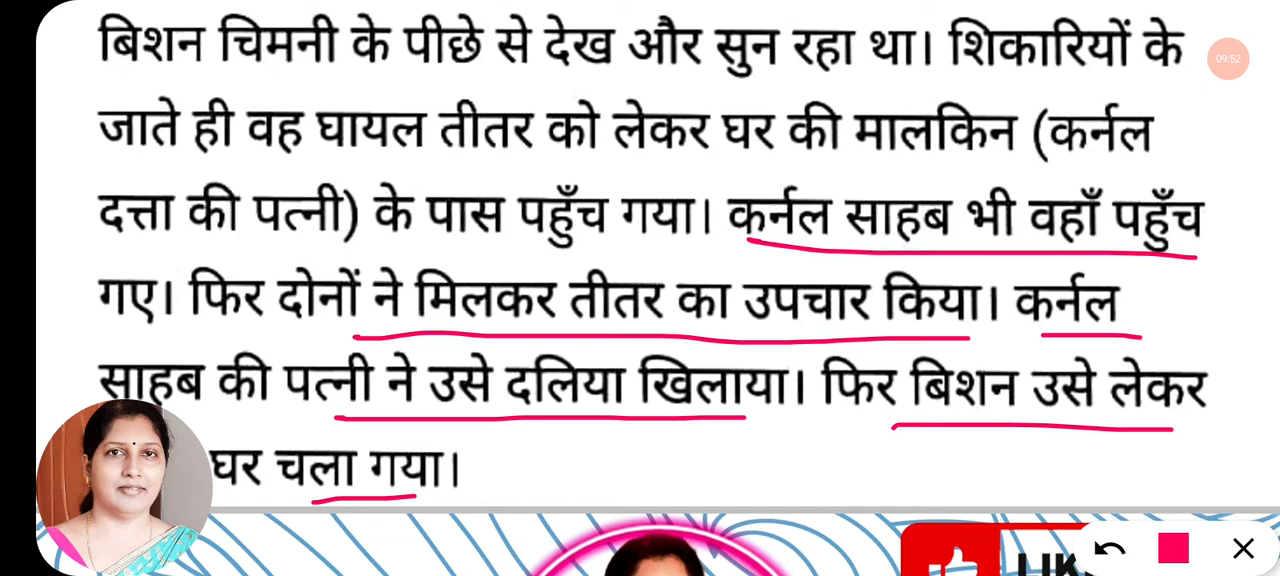 बिशन चिमनी के पीछे से देख और सुन रहा था। शिकारियों के
09:52
जाते ही वह घायल तीतर को लेकर घर की मालकिन (कर्नल
दत्ता की पत्नी) के पास पहुँच गया। कर्नल साहब भी वहाँ पहुँच
गए। फिर दोनों ने मिलकर तीतर का उपचार किया। कर्नल
साहब की पत्नी ने उसे दलिया खिलाया। फिर बिशन उसे लेकर
घर चला गया।